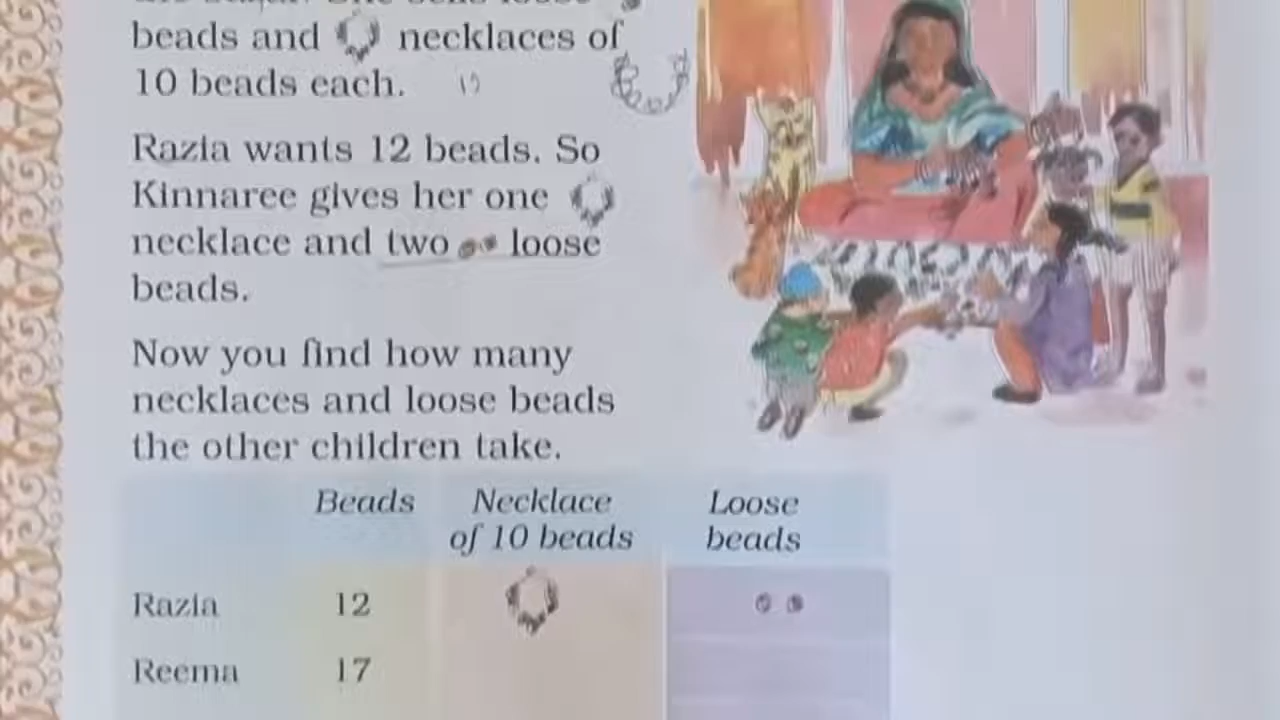 beads and necklaces of
10 beads each.
Razia wants 12 beads. So
Kinnaree gives her one
necklace and two loose
beads.
Now you find how many
necklaces and loose beads
the other children take.
Beads Necklace of 10 beads Loose beads
Razia 12
Reema 17